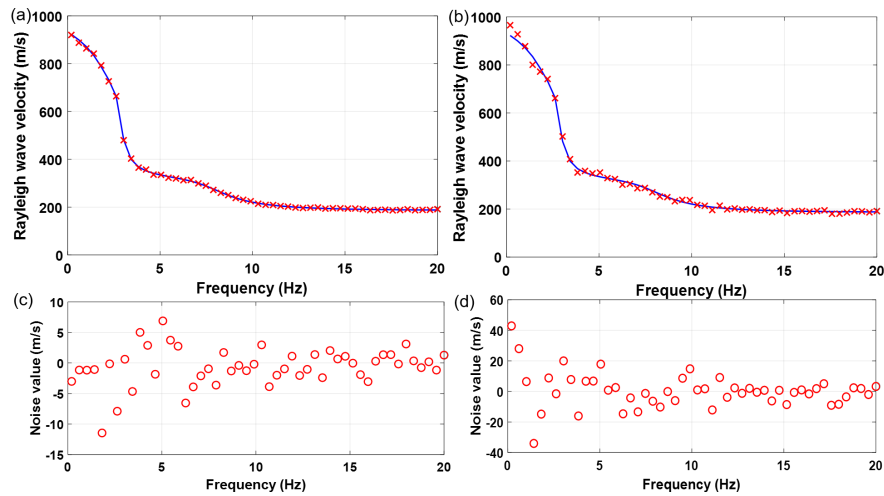 (a)
1000
800
600
400
200
0
Rayleigh wave velocity (m/s)
0 5 10 15 20
Frequency (Hz)
(b)
1000
800
600
400
200
0
Rayleigh wave velocity (m/s)
0 5 10 15 20
Frequency (Hz)
(c)
10
5
0
-5
-10
-15
Noise value (m/s)
0 5 10 15 20
Frequency (Hz)
(d)
60
40
20
0
-20
-40
Noise value (m/s)
0 5 10 15 20
Frequency (Hz)